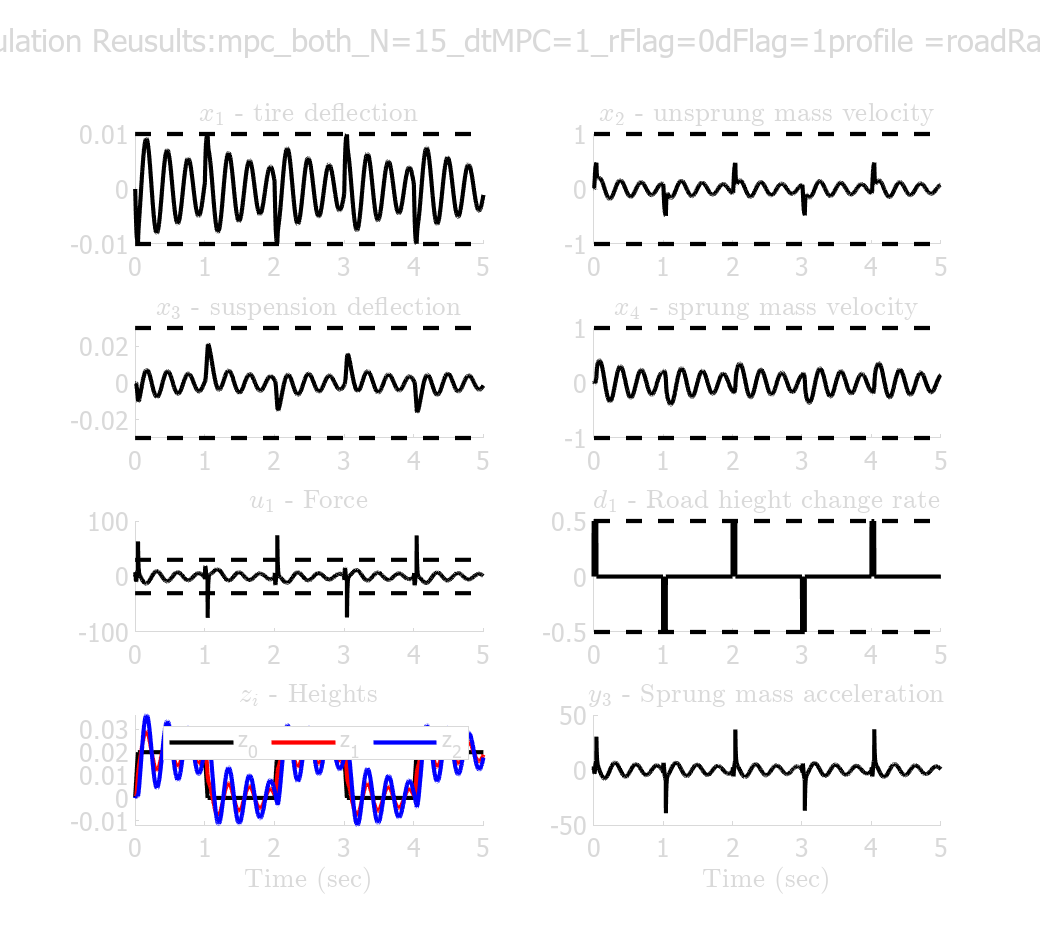 ulation Reusults:mpc_both_N=15_dtMPC=1_rFlag=0dFlag=1profile =roadRa
x₁ - tire deflection
0.01
0
-0.01
0 1 2 3 4 5
x₂ - unsprung mass velocity
1
0
-1
0 1 2 3 4 5
x₃ - suspension deflection
0.02
0
-0.02
0 1 2 3 4 5
x₄ - sprung mass velocity
1
0
-1
0 1 2 3 4 5
u₁ - Force
100
0
-100
0 1 2 3 4 5
d₁ - Road hieght change rate
0.5
0
-0.5
0 1 2 3 4 5
zᵢ - Heights
0.03
0.02
0.01
0
-0.01
z₀ z₁ z₂
0 1 2 3 4 5
Time (sec)
y₃ - Sprung mass acceleration
50
0
-50
0 1 2 3 4 5
Time (sec)